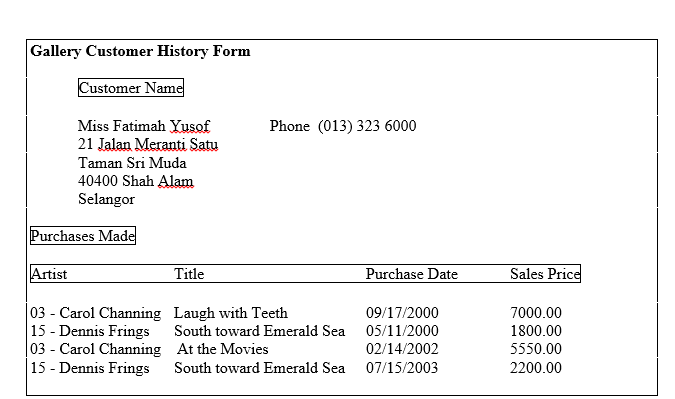 Gallery Customer History Form
Customer Name
Miss Fatimah Yusof Phone (013) 323 6000
21 Jalan Meranti Satu
Taman Sri Muda
40400 Shah Alam
Selangor
Purchases Made
Artist Title Purchase Date Sales Price
03 - Carol Channing Laugh with Teeth 09/17/2000 7000.00
15 - Dennis Frings South toward Emerald Sea 05/11/2000 1800.00
03 - Carol Channing At the Movies 02/14/2002 5550.00
15 - Dennis Frings South toward Emerald Sea 07/15/2003 2200.00